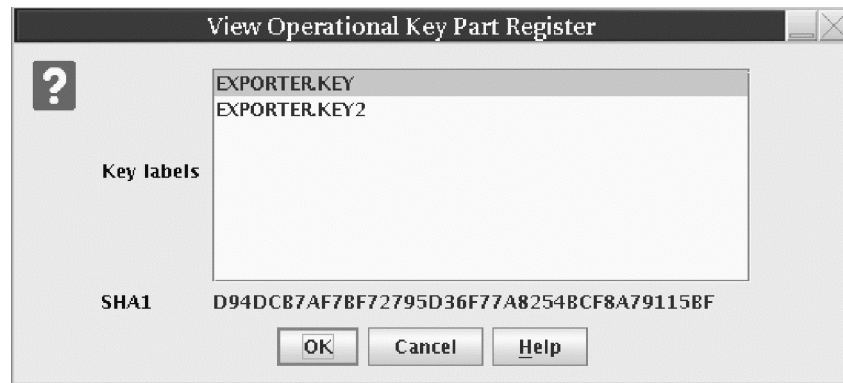 View Operational Key Part Register
EXPORTER.KEY
EXPORTER.KEY2
Key labels
SHA1 D94DCB7AF7BF72795D36F77A8254BCF8A79115BF
OK Cancel Help